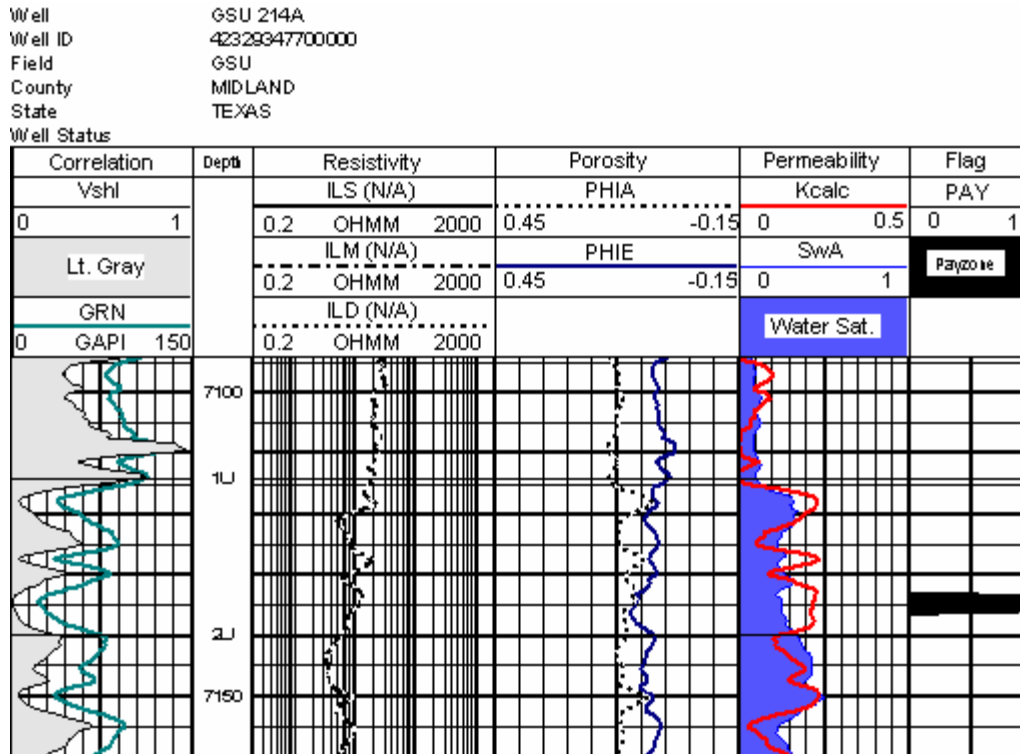 Well GSU 214A
Well ID 42329347700000
Field GSU
County MIDLAND
State TEXAS
Well Status
Correlation Depth Resistivity Porosity Permeability Flag
Vshl ILS (N/A) PHIA Kcalc PAY
0 1 0.2 OHMM 2000 0.45 -0.15 0 0.5 0 1
Lt. Gray ILM (N/A) PHIE SwA Payzone
0.2 OHMM 2000 0.45 -0.15 0 1
GRN ILD (N/A) Water Sat.
0 GAPI 150 0.2 OHMM 2000
7100
1U
2U
7150